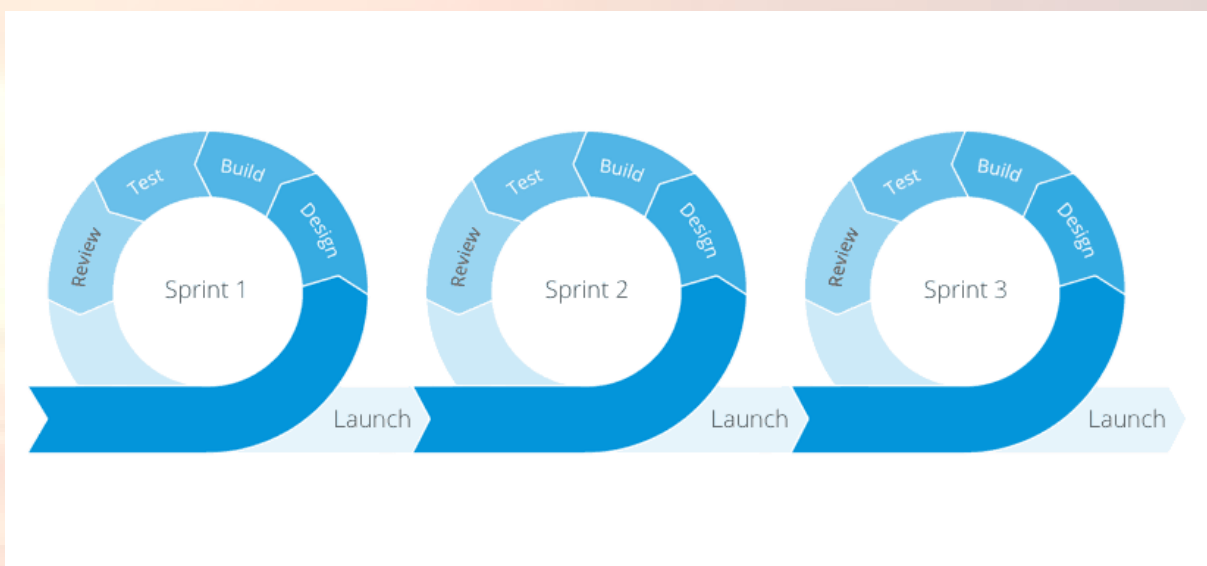 Build
Test
Design
Review
Sprint 1
Launch
Build
Test
Design
Review
Sprint 2
Launch
Build
Test
Design
Review
Sprint 3
Launch